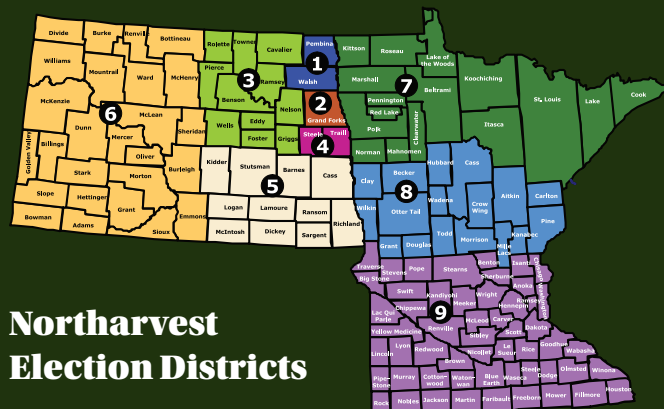 Divide
Burke
Renville
Bottineau
Rolette
Towner
Cavalier
Pembina
Kittson
Roseau
Lake of
the Woods
Williams
Mountrail
Ward
McHenry
Pierce
Ramsey
Walsh
Marshall
Beltrami
Koochiching
St. Louis
Lake
Cook
1
2
3
4
5
6
7
8
9
McKenzie
McLean
Benson
Nelson
Grand Forks
Pennington
Red Lake
Polk
Clearwater
Itasca
Golden Valley
Billings
Dunn
Mercer
Oliver
Sheridan
Wells
Eddy
Foster
Griggs
Steele
Traill
Norman
Mahnomen
Stark
Morton
Burleigh
Kidder
Stutsman
Barnes
Cass
Clay
Becker
Hubbard
Cass
Aitkin
Carlton
Slope
Hettinger
Grant
Sioux
Emmons
Logan
Lamoure
Ransom
Richland
Wilkin
Otter Tail
Wadena
Crow
Wing
Pine
Bowman
Adams
McIntosh
Dickey
Sargent
Grant
Douglas
Todd
Morrison
Mille
Lacs
Kanabec
Traverse
Big Stone
Stevens
Pope
Stearns
Benton
Sherburne
Isanti
Chisago
Washington
Anoka
Ramsey
Swift
Kandiyohi
Meeker
Wright
Hennepin
Lac Qui
Parle
Chippewa
Renville
McLeod
Carver
Scott
Dakota
Yellow Medicine
Sibley
Lincoln
Lyon
Redwood
Brown
Nicollet
Le
Sueur
Rice
Goodhue
Wabasha
Pipe-
Stone
Murray
Cotton-
wood
Waton-
wan
Blue
Earth
Waseca
Steele
Dodge
Olmsted
Winona
Rock
Nobles
Jackson
Martin
Faribault
Freeborn
Mower
Fillmore
Houston
Northarvest
Election Districts